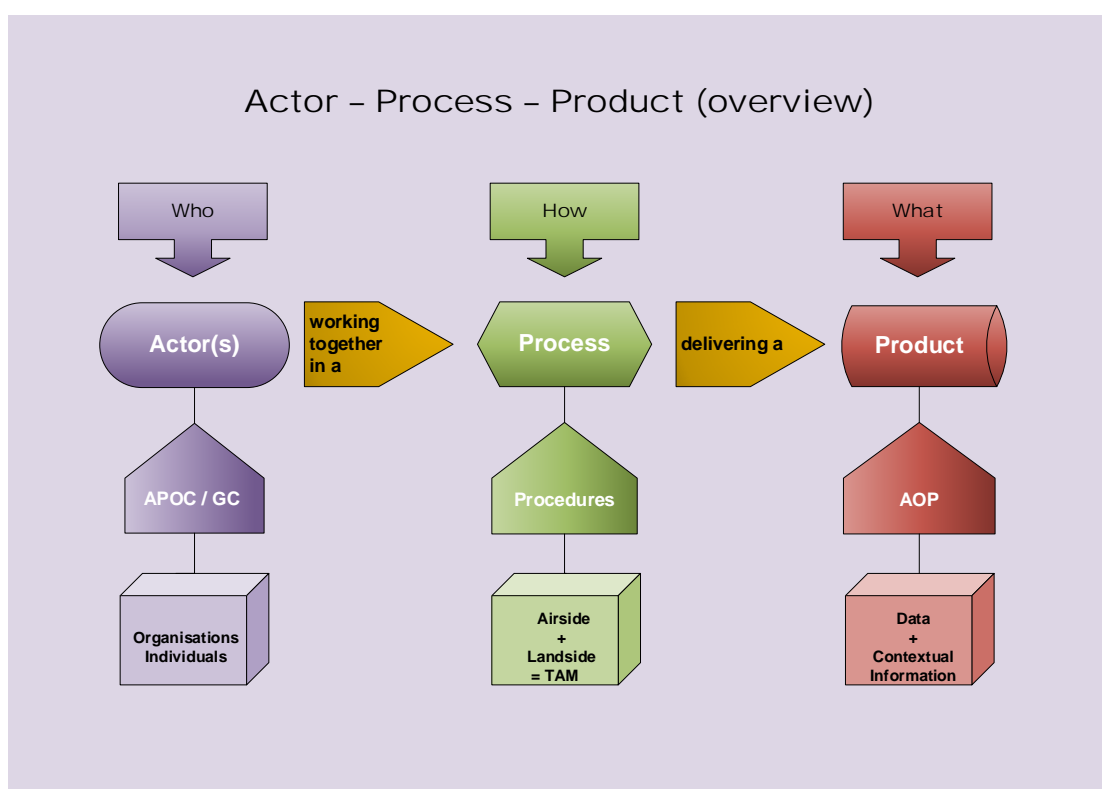 Actor – Process – Product (overview)
Who
How
What
Actor(s)
working
together
in a
Process
delivering a
Product
APOC / GC
Procedures
AOP
Organisations
Individuals
Airside
+
Landside
= TAM
Data
+
Contextual
Information